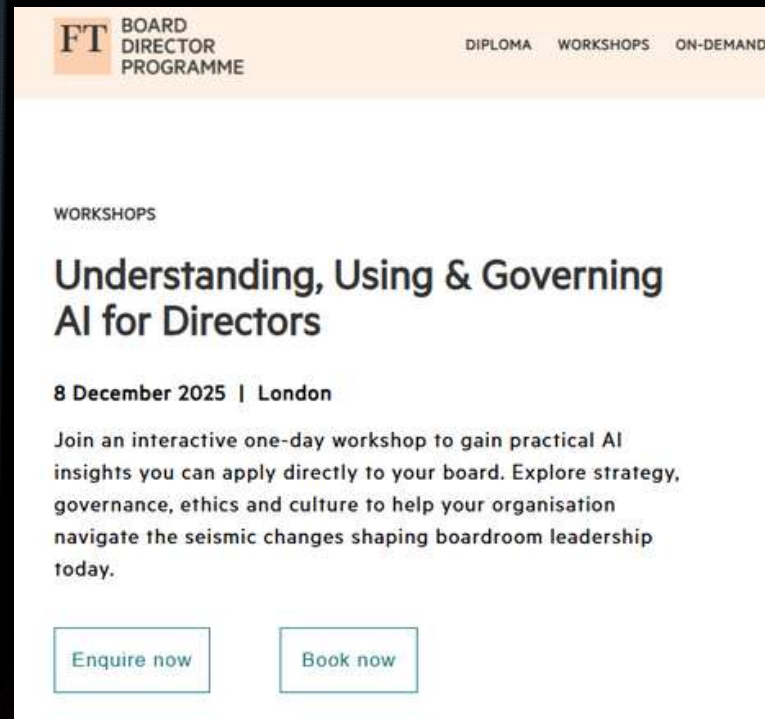 FT BOARD
DIRECTOR
PROGRAMME
DIPLOMA WORKSHOPS ON-DEMAND
WORKSHOPS
Understanding, Using & Governing
AI for Directors
8 December 2025 | London
Join an interactive one-day workshop to gain practical AI
insights you can apply directly to your board. Explore strategy,
governance, ethics and culture to help your organisation
navigate the seismic changes shaping boardroom leadership
today.
Enquire now Book now